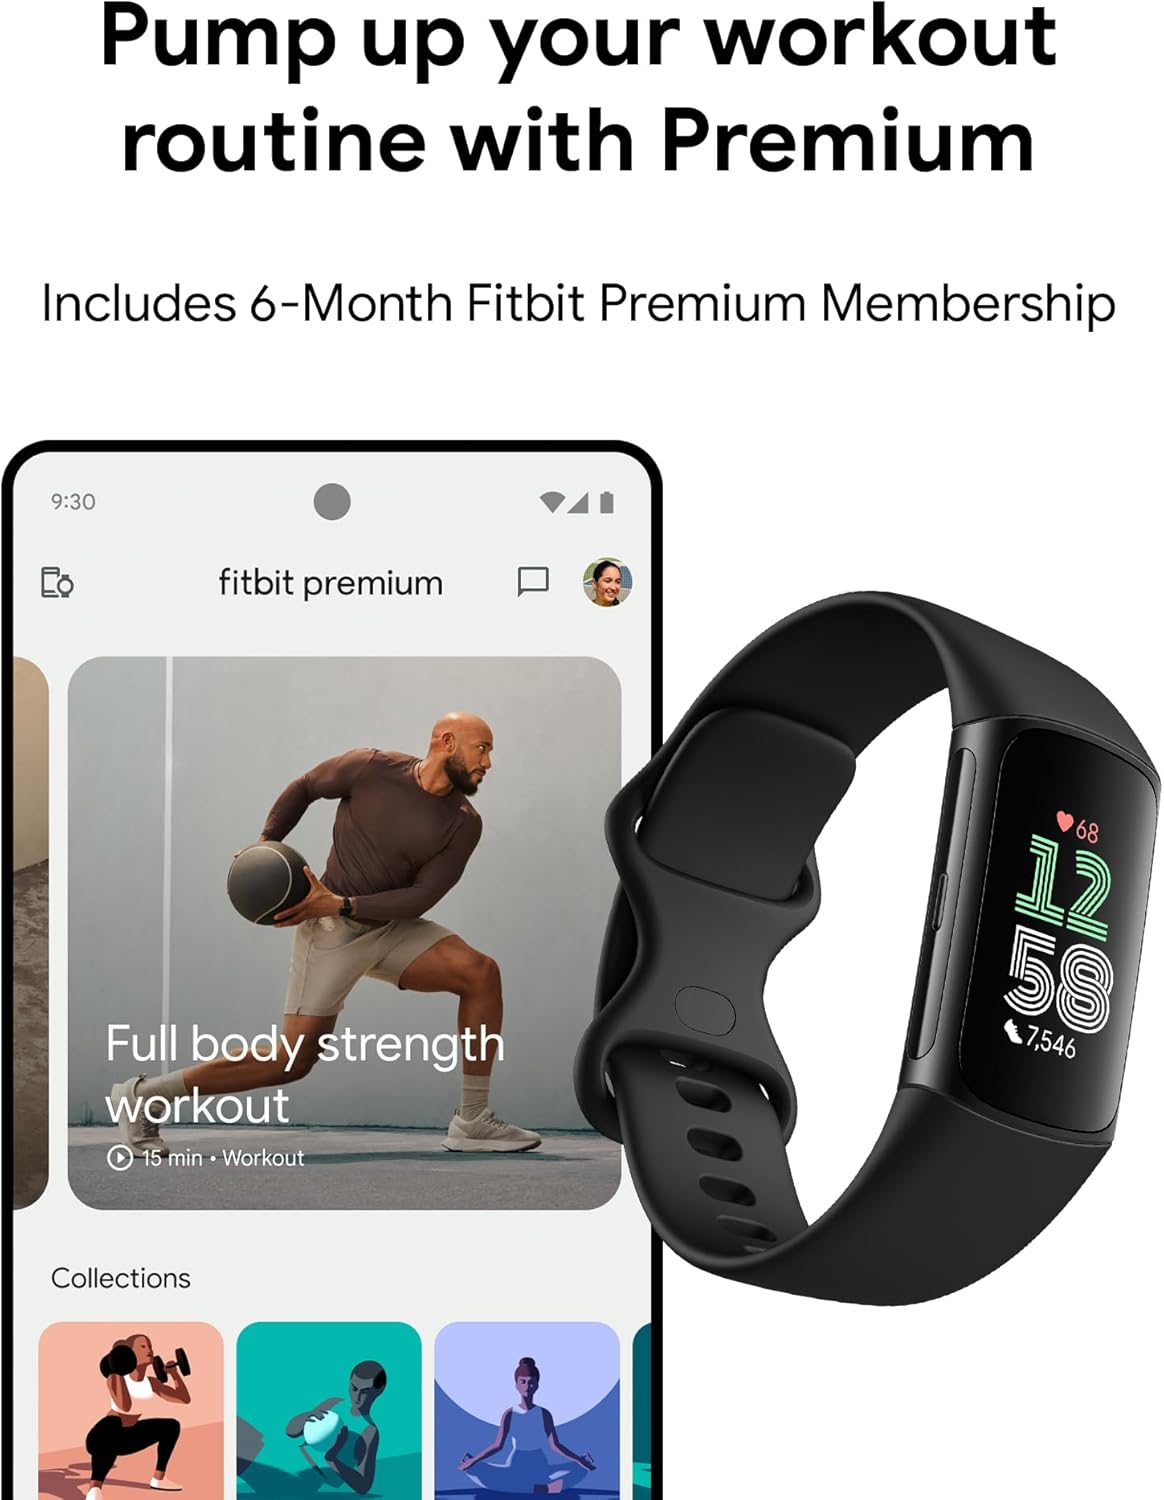 Pump up your workout
routine with Premium
Includes 6-Month Fitbit Premium Membership
9:30
fitbit premium
Full body strength
workout
15 min • Workout
Collections
68
12
58
7,546